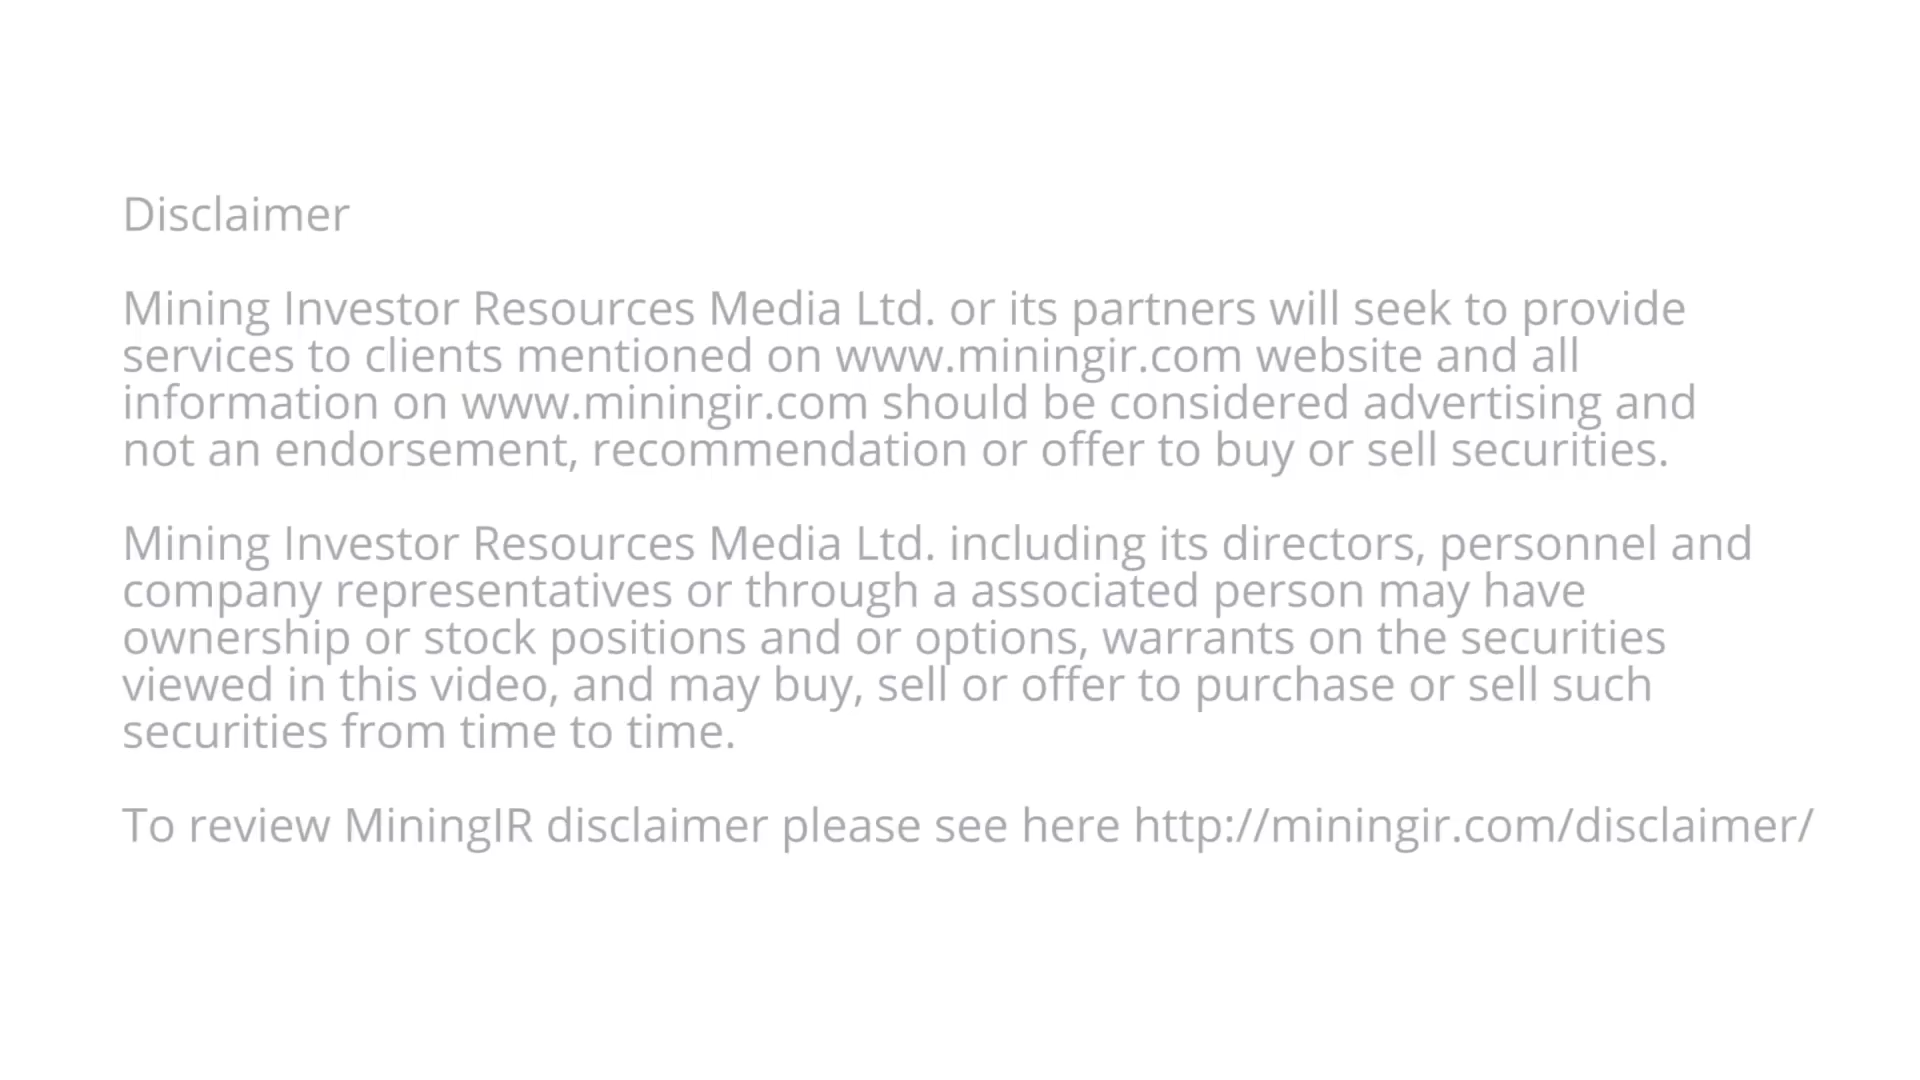 Disclaimer
Mining Investor Resources Media Ltd. or its partners will seek to provide
services to clients mentioned on www.miningir.com website and all
information on www.miningir.com should be considered advertising and
not an endorsement, recommendation or offer to buy or sell securities.
Mining Investor Resources Media Ltd. including its directors, personnel and
company representatives or through a associated person may have
ownership or stock positions and or options, warrants on the securities
viewed in this video, and may buy, sell or offer to purchase or sell such
securities from time to time.
To review MiningIR disclaimer please see here http://miningir.com/disclaimer/